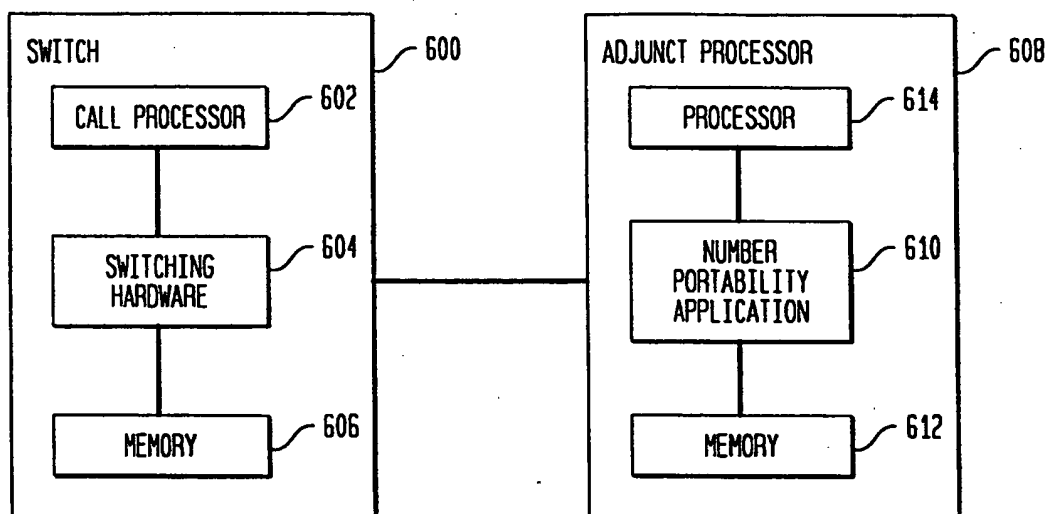 SWITCH
600
CALL PROCESSOR
602
SWITCHING
HARDWARE
604
MEMORY
606
ADJUNCT PROCESSOR
608
PROCESSOR
614
NUMBER
PORTABILITY
APPLICATION
610
MEMORY
612